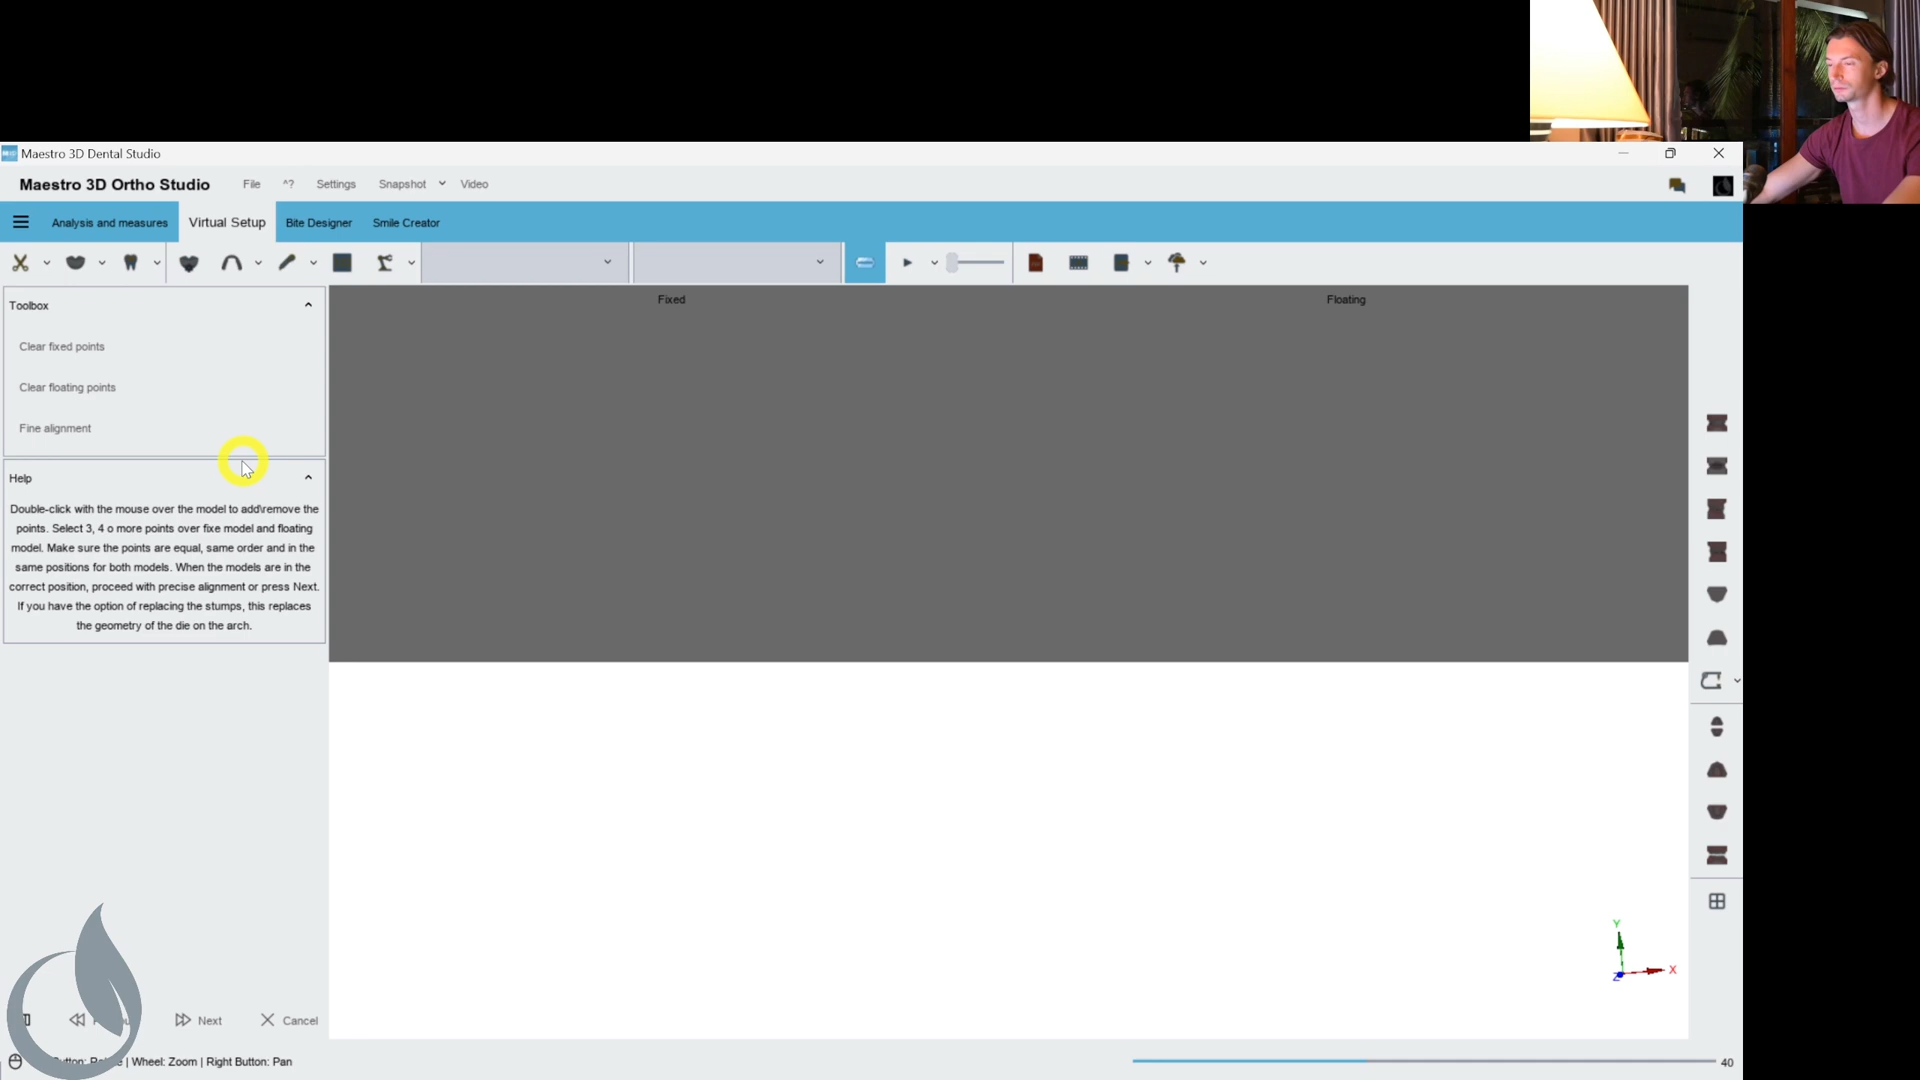 Maestro 3D Dental Studio
Maestro 3D Ortho Studio
File
^?
Settings
Snapshot
Video
Analysis and measures
Virtual Setup
Bite Designer
Smile Creator
Toolbox
Clear fixed points
Clear floating points
Fine alignment
Help
Double-click with the mouse over the model to add\remove the
points. Select 3, 4 o more points over fixe model and floating
model. Make sure the points are equal, same order and in the
same positions for both models. When the models are in the
correct position, proceed with precise alignment or press Next.
If you have the option of replacing the stumps, this replaces
the geometry of the die on the arch.
Fixed
Floating
Y
X
Z
Next
Cancel
Button: | Wheel: Zoom | Right Button: Pan
40